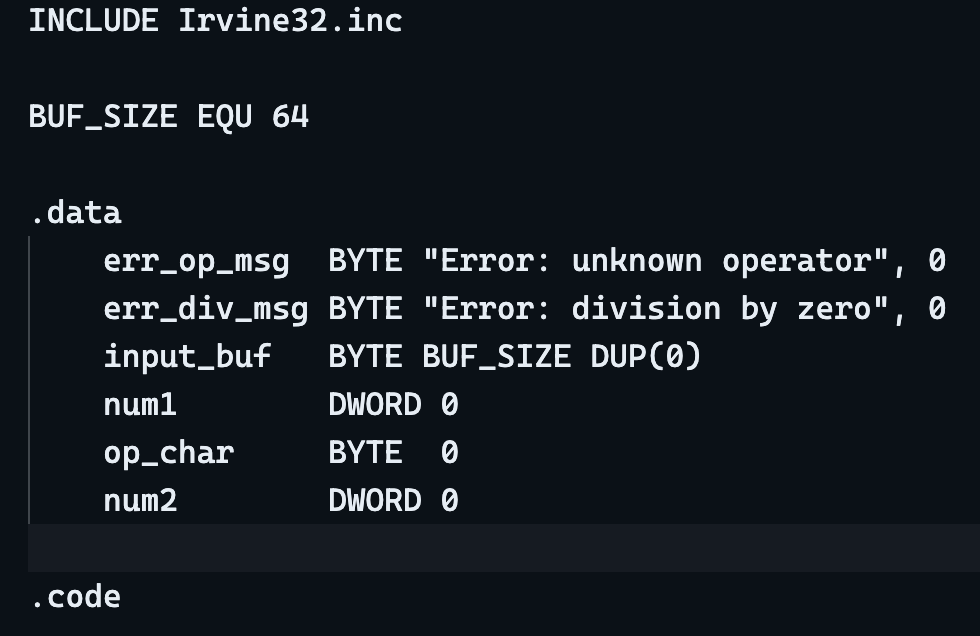 INCLUDE Irvine32.inc
BUF_SIZE EQU 64
.data
err_op_msg  BYTE "Error: unknown operator", 0
err_div_msg BYTE "Error: division by zero", 0
input_buf   BYTE BUF_SIZE DUP(0)
num1        DWORD 0
op_char     BYTE  0
num2        DWORD 0
.code